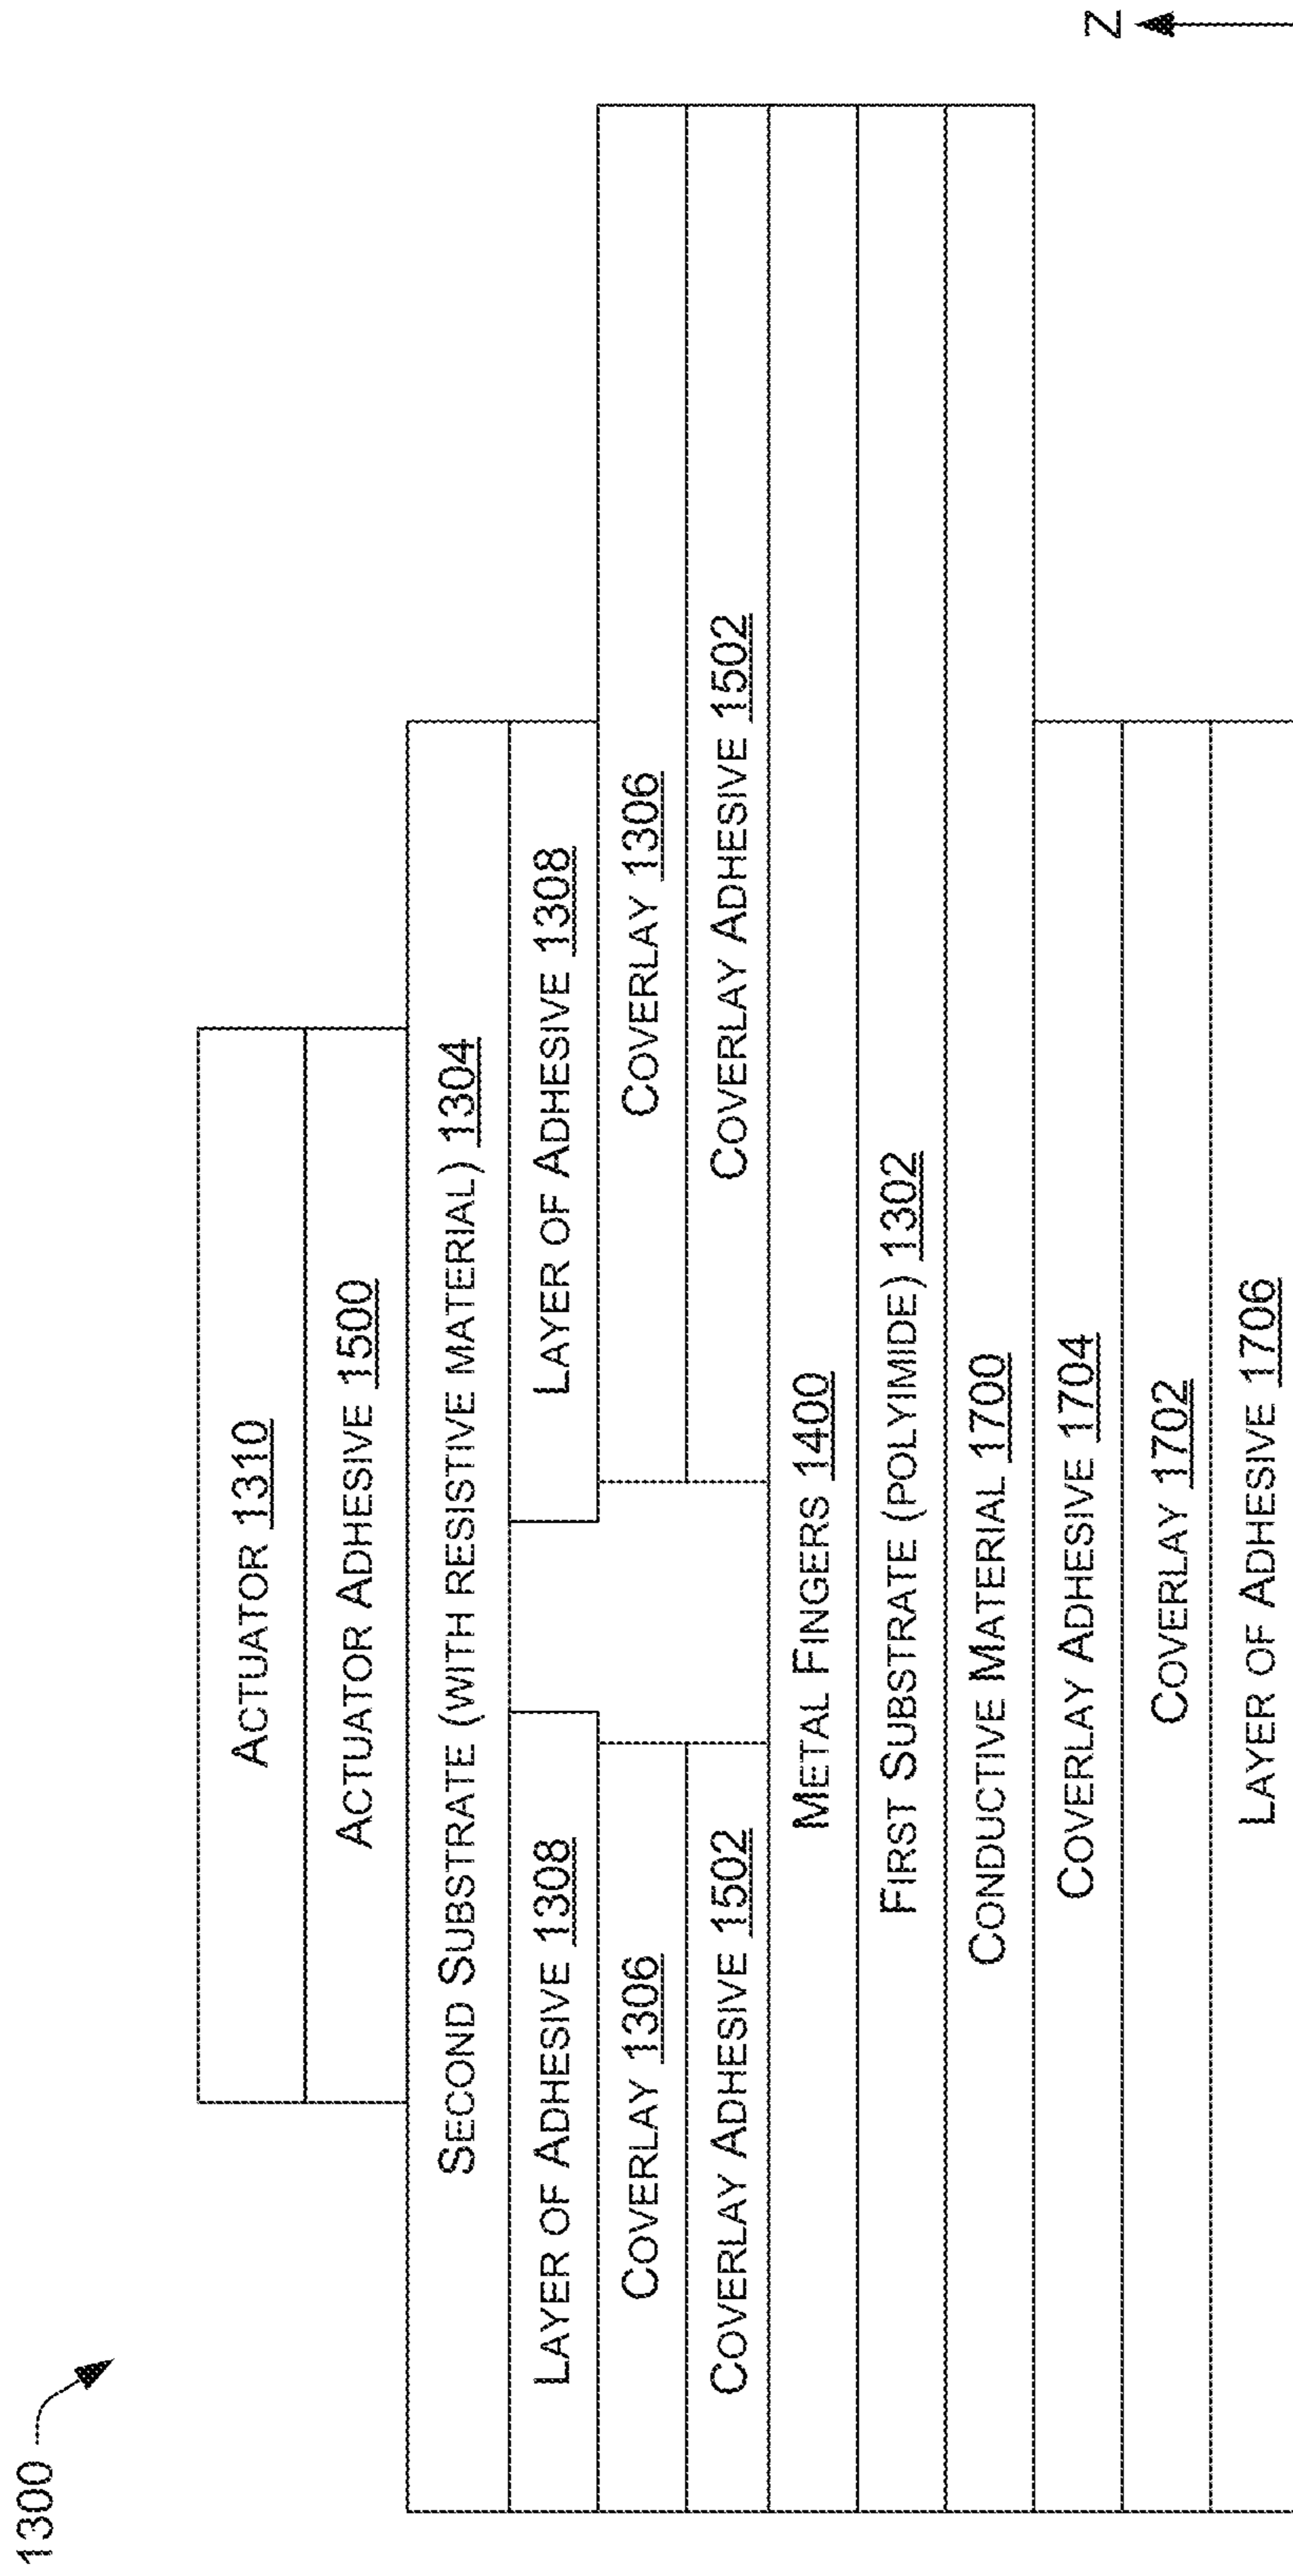 1300
ACTUATOR 1310
ACTUATOR ADHESIVE 1500
SECOND SUBSTRATE (WITH RESISTIVE MATERIAL) 1304
LAYER OF ADHESIVE 1308
LAYER OF ADHESIVE 1308
COVERLAY 1306
COVERLAY 1306
COVERLAY ADHESIVE 1502
COVERLAY ADHESIVE 1502
METAL FINGERS 1400
FIRST SUBSTRATE (POLYIMIDE) 1302
CONDUCTIVE MATERIAL 1700
COVERLAY ADHESIVE 1704
COVERLAY 1702
LAYER OF ADHESIVE 1706
Z